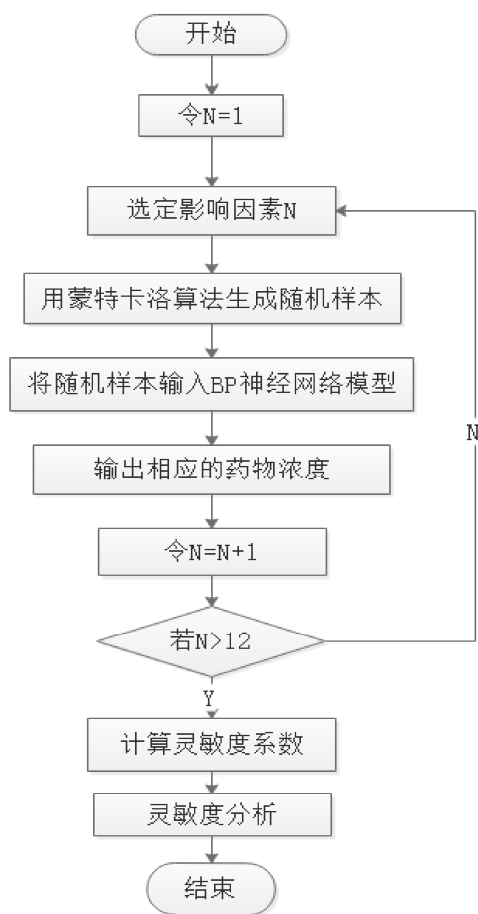 开始
令N=1
选定影响因素N
用蒙特卡洛算法生成随机样本
将随机样本输入BP神经网络模型
输出相应的药物浓度
令N=N+1
若N>12
N
Y
计算灵敏度系数
灵敏度分析
结束